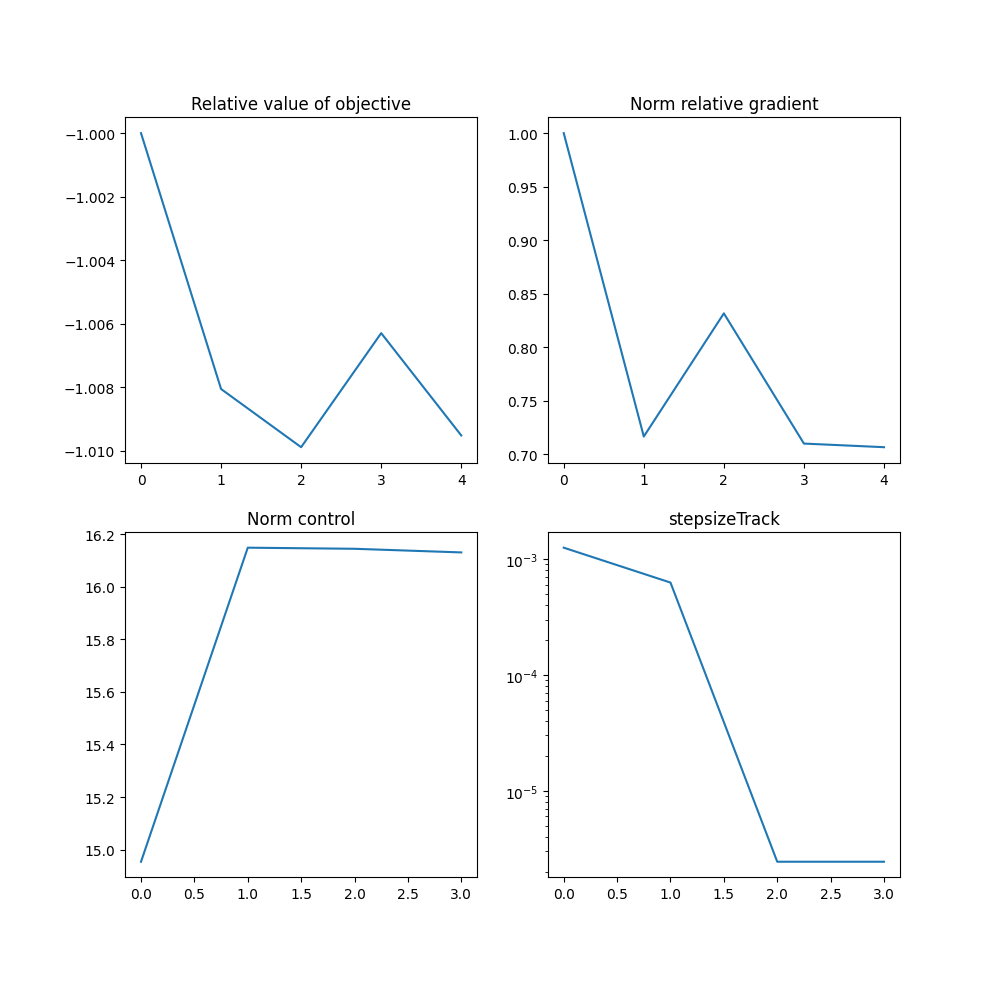 Relative value of objective
−1.000
−1.002
−1.004
−1.006
−1.008
−1.010
0 1 2 3 4
Norm relative gradient
1.00
0.95
0.90
0.85
0.80
0.75
0.70
0 1 2 3 4
Norm control
16.2
16.0
15.8
15.6
15.4
15.2
15.0
0.0 0.5 1.0 1.5 2.0 2.5 3.0
stepsizeTrack
10⁻³
10⁻⁴
10⁻⁵
0.0 0.5 1.0 1.5 2.0 2.5 3.0